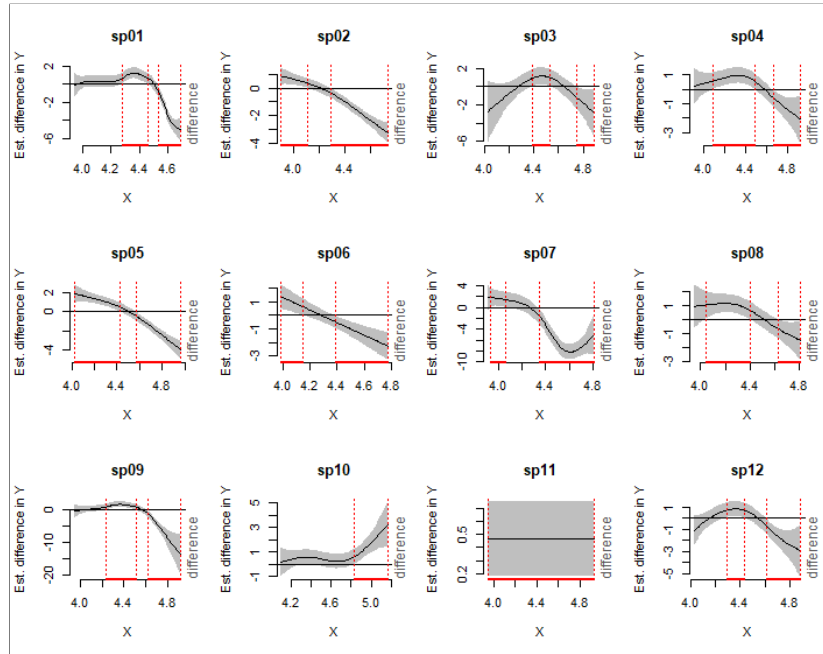 sp01 sp02 sp03 sp04
Est. difference in Y 2 0 -2 -6 4.0 4.2 4.4 4.6 X difference
Est. difference in Y 0 -2 -4 4.0 4.4 X difference
Est. difference in Y 2 0 -2 -6 4.0 4.2 4.4 4.6 4.8 X difference
Est. difference in Y 1 -1 -3 4.0 4.4 4.8 X difference
sp05 sp06 sp07 sp08
Est. difference in Y 2 0 -4 4.0 4.4 4.8 X difference
Est. difference in Y 1 -1 -3 4.0 4.2 4.4 4.6 4.8 X difference
Est. difference in Y 4 0 -4 -10 4.0 4.4 4.8 X difference
Est. difference in Y 1 -1 -3 4.0 4.4 4.8 X difference
sp09 sp10 sp11 sp12
Est. difference in Y 0 -10 -20 4.0 4.4 4.8 X difference
Est. difference in Y 5 3 1 -1 4.2 4.6 5.0 X difference
Est. difference in Y 0.5 0.2 4.0 4.4 4.8 X difference
Est. difference in Y 1 -1 -3 -5 4.0 4.4 4.8 X difference